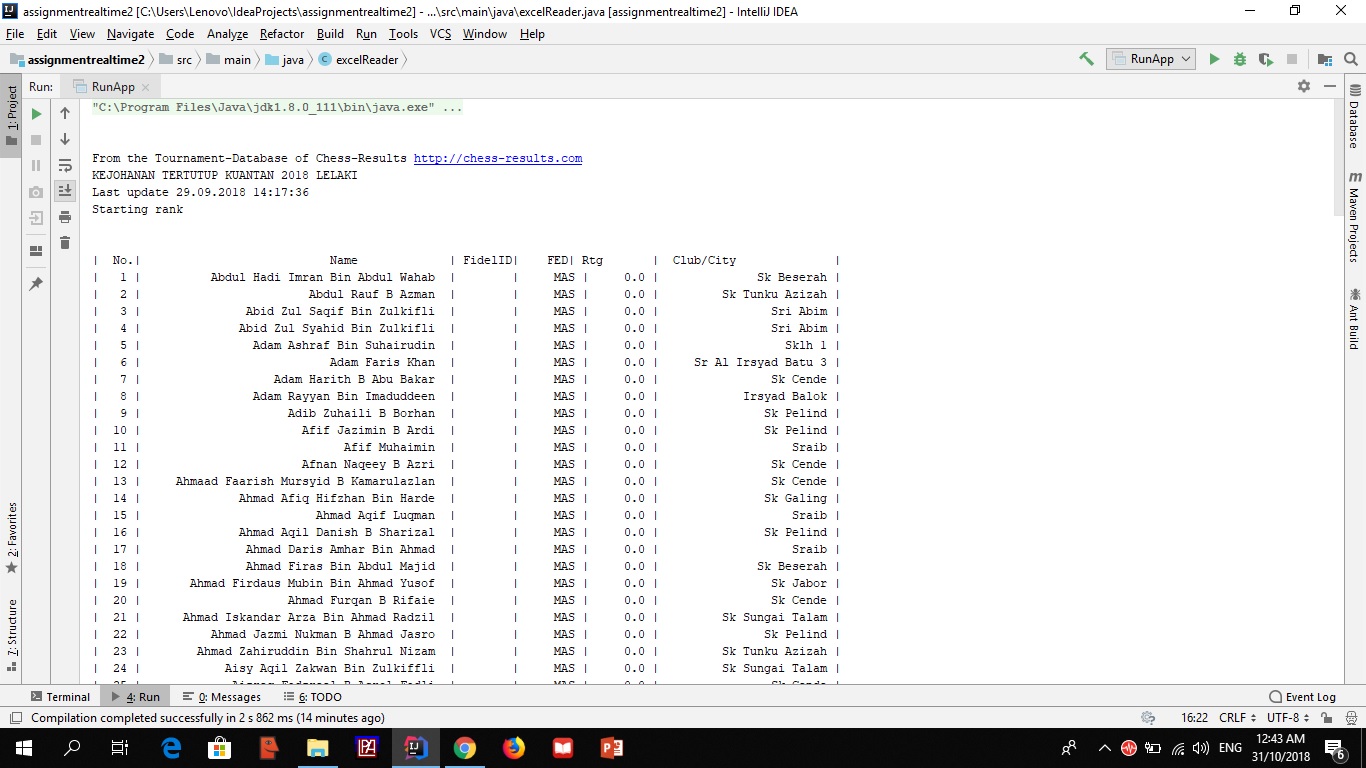 assignmentrealtime2 [C:\Users\Lenovo\IdeaProjects\assignmentrealtime2] - ...\src\main\java\excelReader.java [assignmentrealtime2] - IntelliJ IDEA
File Edit View Navigate Code Analyze Refactor Build Run Tools VCS Window Help
assignmentrealtime2 src main java excelReader RunApp
Run: RunApp
1: Project
2: Favorites
7: Structure
Database
Maven Projects
Ant Build
"C:\Program Files\Java\jdk1.8.0_111\bin\java.exe" ...
From the Tournament-Database of Chess-Results http://chess-results.com
KEJOHANAN TERTUTUP KUANTAN 2018 LELAKI
Last update 29.09.2018 14:17:36
Starting rank
| No.| Name | FidelID| FED| Rtg | Club/City |
| 1 | Abdul Hadi Imran Bin Abdul Wahab | | MAS | 0.0 | Sk Beserah |
| 2 | Abdul Rauf B Azman | | MAS | 0.0 | Sk Tunku Azizah |
| 3 | Abid Zul Saqif Bin Zulkifli | | MAS | 0.0 | Sri Abim |
| 4 | Abid Zul Syahid Bin Zulkifli | | MAS | 0.0 | Sri Abim |
| 5 | Adam Ashraf Bin Suhairudin | | MAS | 0.0 | Sklh 1 |
| 6 | Adam Faris Khan | | MAS | 0.0 | Sr Al Irsyad Batu 3 |
| 7 | Adam Harith B Abu Bakar | | MAS | 0.0 | Sk Cende |
| 8 | Adam Rayyan Bin Imaduddeen | | MAS | 0.0 | Irsyad Balok |
| 9 | Adib Zuhaili B Borhan | | MAS | 0.0 | Sk Pelind |
| 10 | Afif Jazimin B Ardi | | MAS | 0.0 | Sk Pelind |
| 11 | Afif Muhaimin | | MAS | 0.0 | Sraib |
| 12 | Afnan Naqeey B Azri | | MAS | 0.0 | Sk Cende |
| 13 | Ahmaad Faarish Mursyid B Kamarulazlan | | MAS | 0.0 | Sk Cende |
| 14 | Ahmad Afiq Hifzhan Bin Harde | | MAS | 0.0 | Sk Galing |
| 15 | Ahmad Aqif Luqman | | MAS | 0.0 | Sraib |
| 16 | Ahmad Aqil Danish B Sharizal | | MAS | 0.0 | Sk Pelind |
| 17 | Ahmad Daris Amhar Bin Ahmad | | MAS | 0.0 | Sraib |
| 18 | Ahmad Firas Bin Abdul Majid | | MAS | 0.0 | Sk Beserah |
| 19 | Ahmad Firdaus Mubin Bin Ahmad Yusof | | MAS | 0.0 | Sk Jabor |
| 20 | Ahmad Furqan B Rifaie | | MAS | 0.0 | Sk Cende |
| 21 | Ahmad Iskandar Arza Bin Ahmad Radzil | | MAS | 0.0 | Sk Sungai Talam |
| 22 | Ahmad Jazmi Nukman B Ahmad Jasro | | MAS | 0.0 | Sk Pelind |
| 23 | Ahmad Zahiruddin Bin Shahrul Nizam | | MAS | 0.0 | Sk Tunku Azizah |
| 24 | Aisy Aqil Zakwan Bin Zulkiffli | | MAS | 0.0 | Sk Sungai Talam |
Terminal 4: Run 0: Messages 6: TODO Event Log
Compilation completed successfully in 2 s 862 ms (14 minutes ago) 16:22 CRLF UTF-8
ENG 12:43 AM
31/10/2018 6